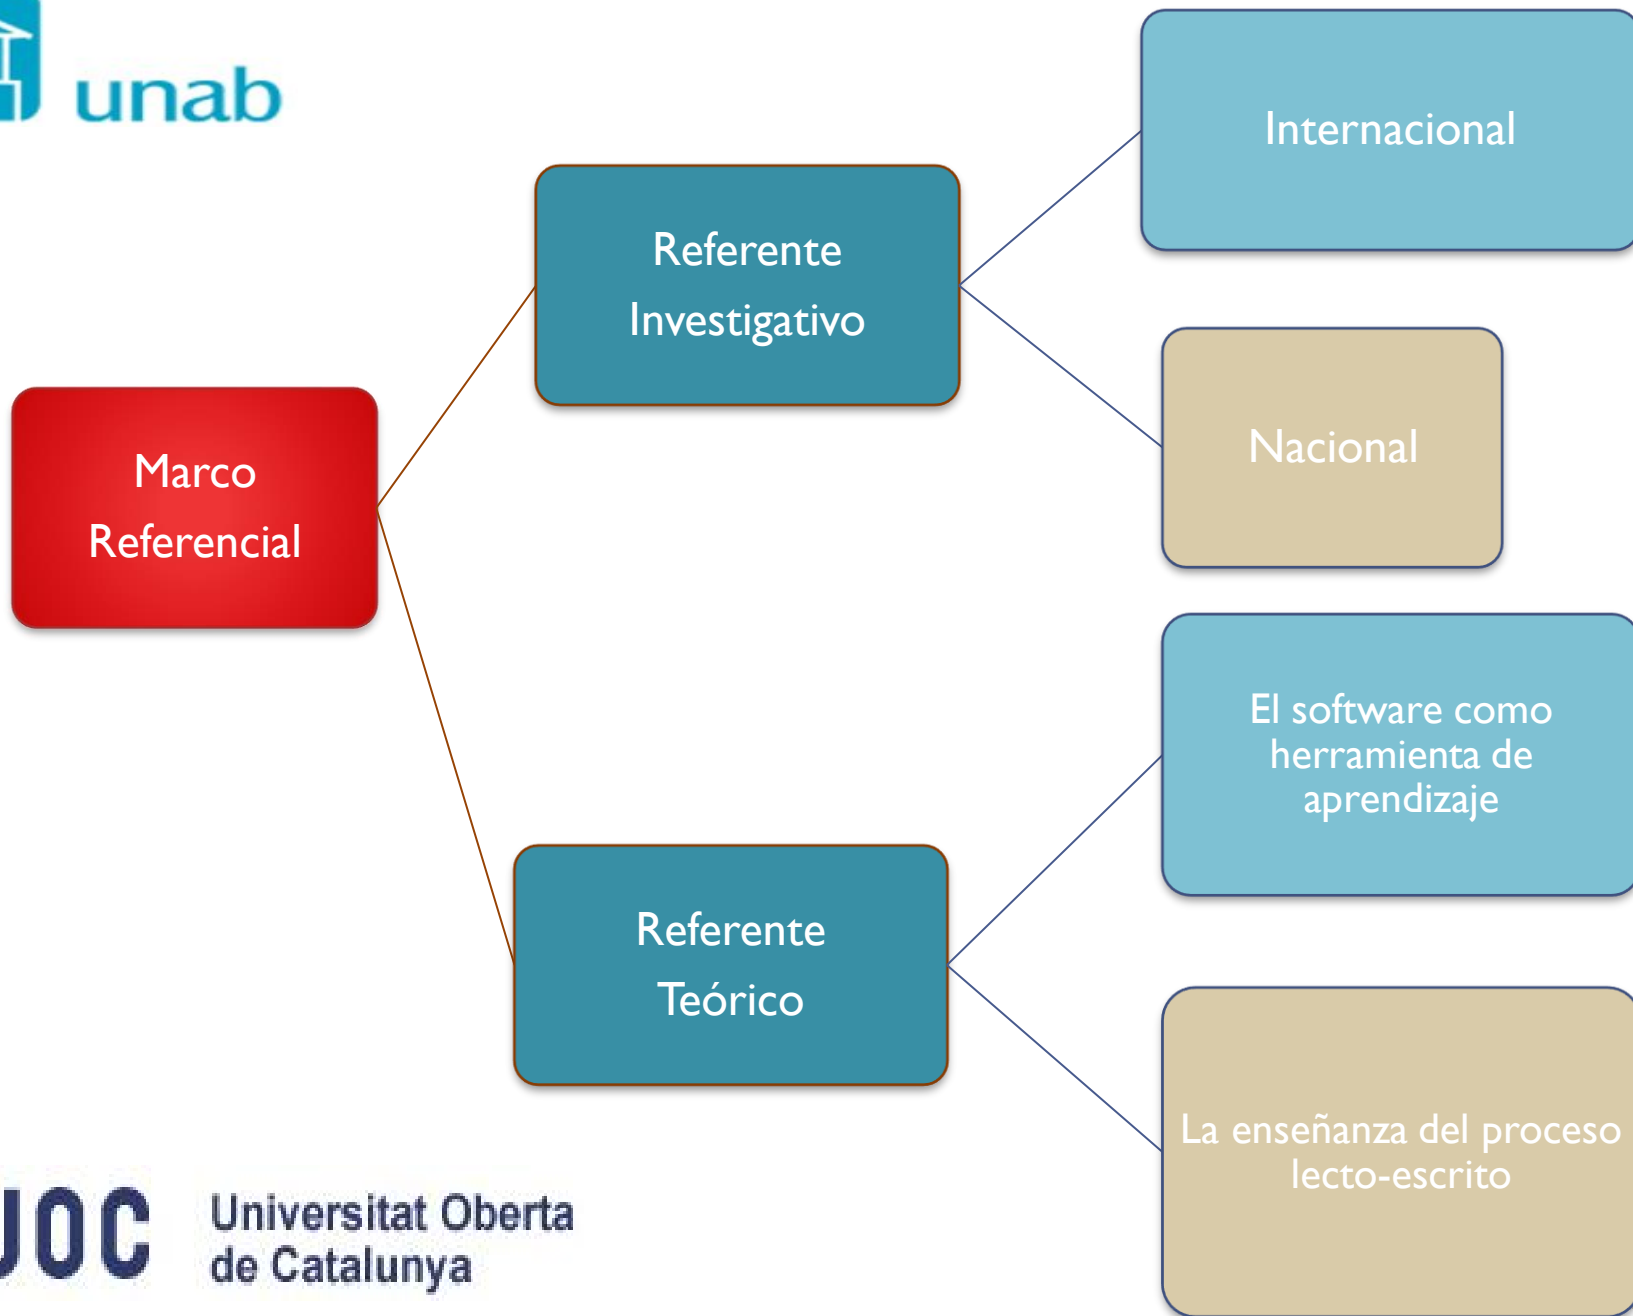 unab
Internacional
Referente
Investigativo
Nacional
Marco
Referencial
El software como
herramienta de
aprendizaje
Referente
Teórico
La enseñanza del proceso
lecto-escrito
UOC
Universitat Oberta
de Catalunya